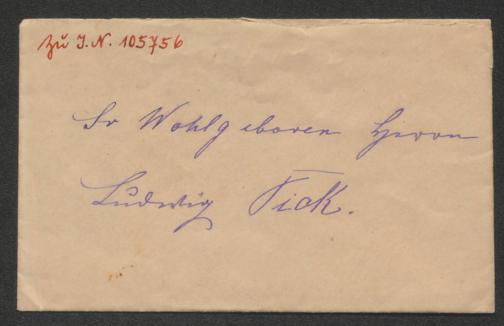 Zu I.N. 105756
Sr Wohlgeboren Herrn
Ludwig Fick.